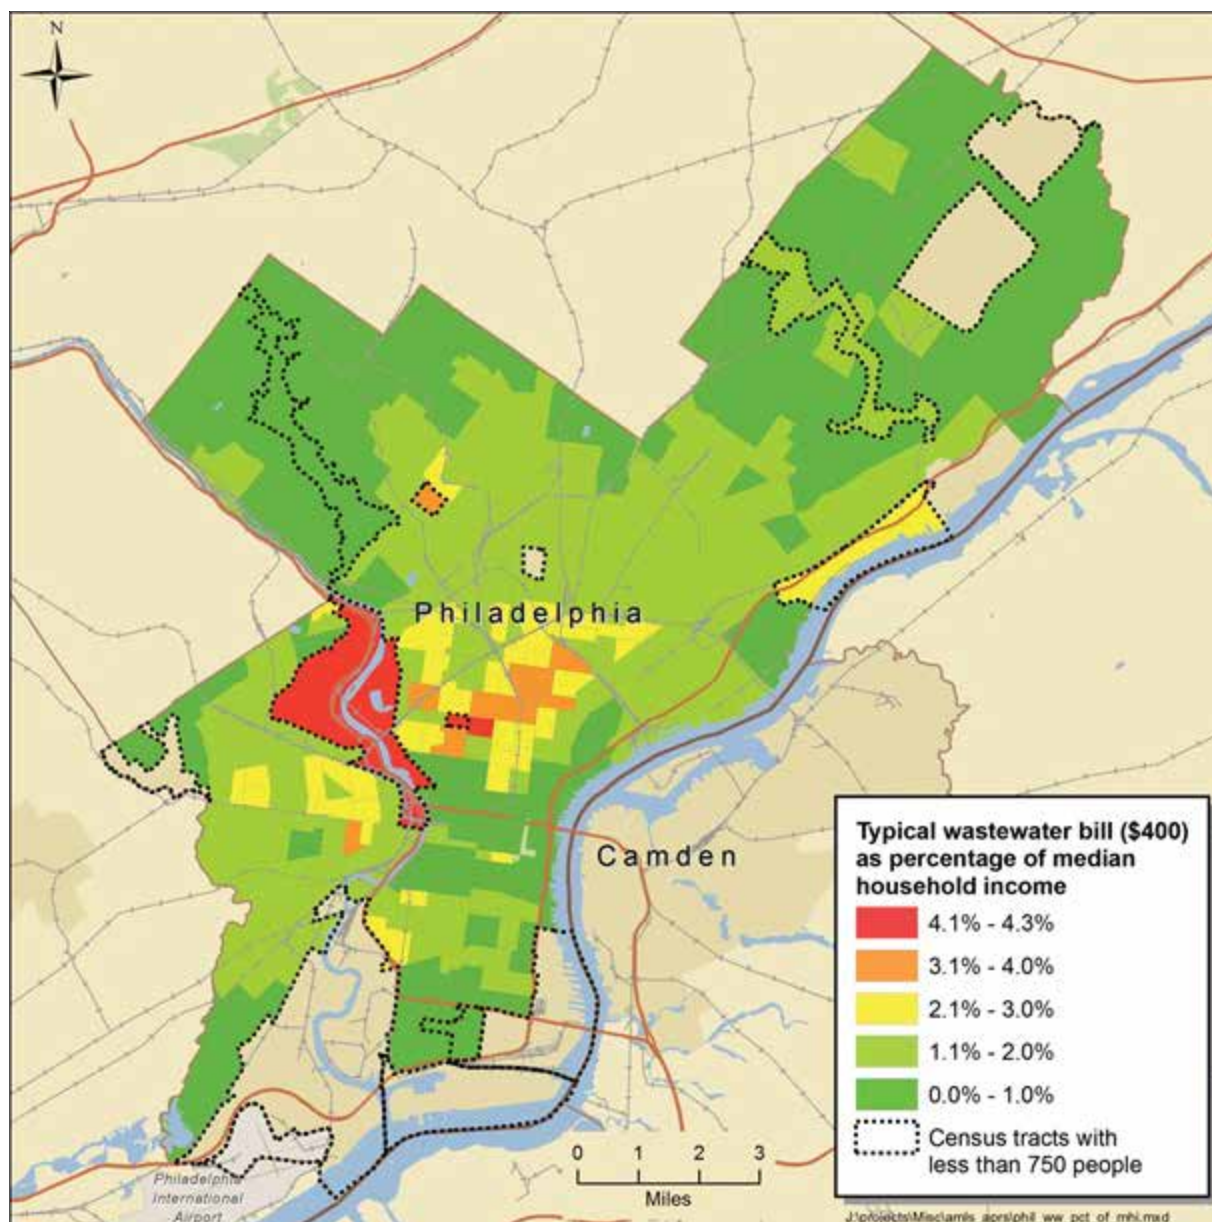 N
Philadelphia
Camden
Typical wastewater bill ($400)
as percentage of median
household income
4.1% - 4.3%
3.1% - 4.0%
2.1% - 3.0%
1.1% - 2.0%
0.0% - 1.0%
Census tracts with
less than 750 people
0 1 2 3
Miles
Philadelphia
International
Airport